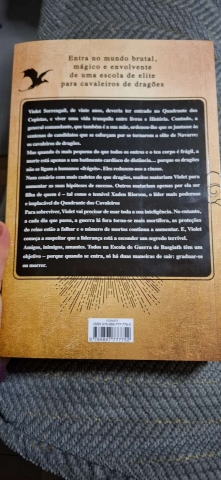 Entra no mundo brutal,
mágico e envolvente
de uma escola de elite
para cavaleiros de dragões
Violet Sorrengail, de vinte anos, deveria ter entrado no Quadrante dos
Copistas, e viver uma vida tranquila entre livros e História. Contudo, a
general comandante, que também é a sua mãe, ordenou-lhe que se juntasse às
centenas de candidatos que se esforçam por se tornarem a elite de Navarre:
os cavaleiros de dragões.
Mas quando és mais pequena do que todos os outros e o teu corpo é frágil, a
morte está apenas a um batimento cardíaco de distância... porque os dragões
não se ligam a humanos «frágeis». Eles reduzem-nos a cinzas.
Num cenário com mais cadetes do que dragões, muitos matariam Violet para
aumentar as suas hipóteses de sucesso. Outros matariam apenas por ela ser
filha de quem é – tal como o temível Xaden Riorson, o líder mais poderoso
e implacável do Quadrante dos Cavaleiros
Para sobreviver, Violet vai precisar de usar toda a sua inteligência. No entanto,
a cada dia que passa, a guerra lá fora torna-se mais mortífera, as proteções
do reino estão a falhar e o número de mortos continua a aumentar. E, Violet
começa a suspeitar que a liderança está a esconder um segredo terrível.
Amigos, inimigos, amantes. Todos na Escola de Guerra de Basgiath têm um
objetivo – porque quando se entra, só há duas maneiras de sair: graduar-se
ou morrer.